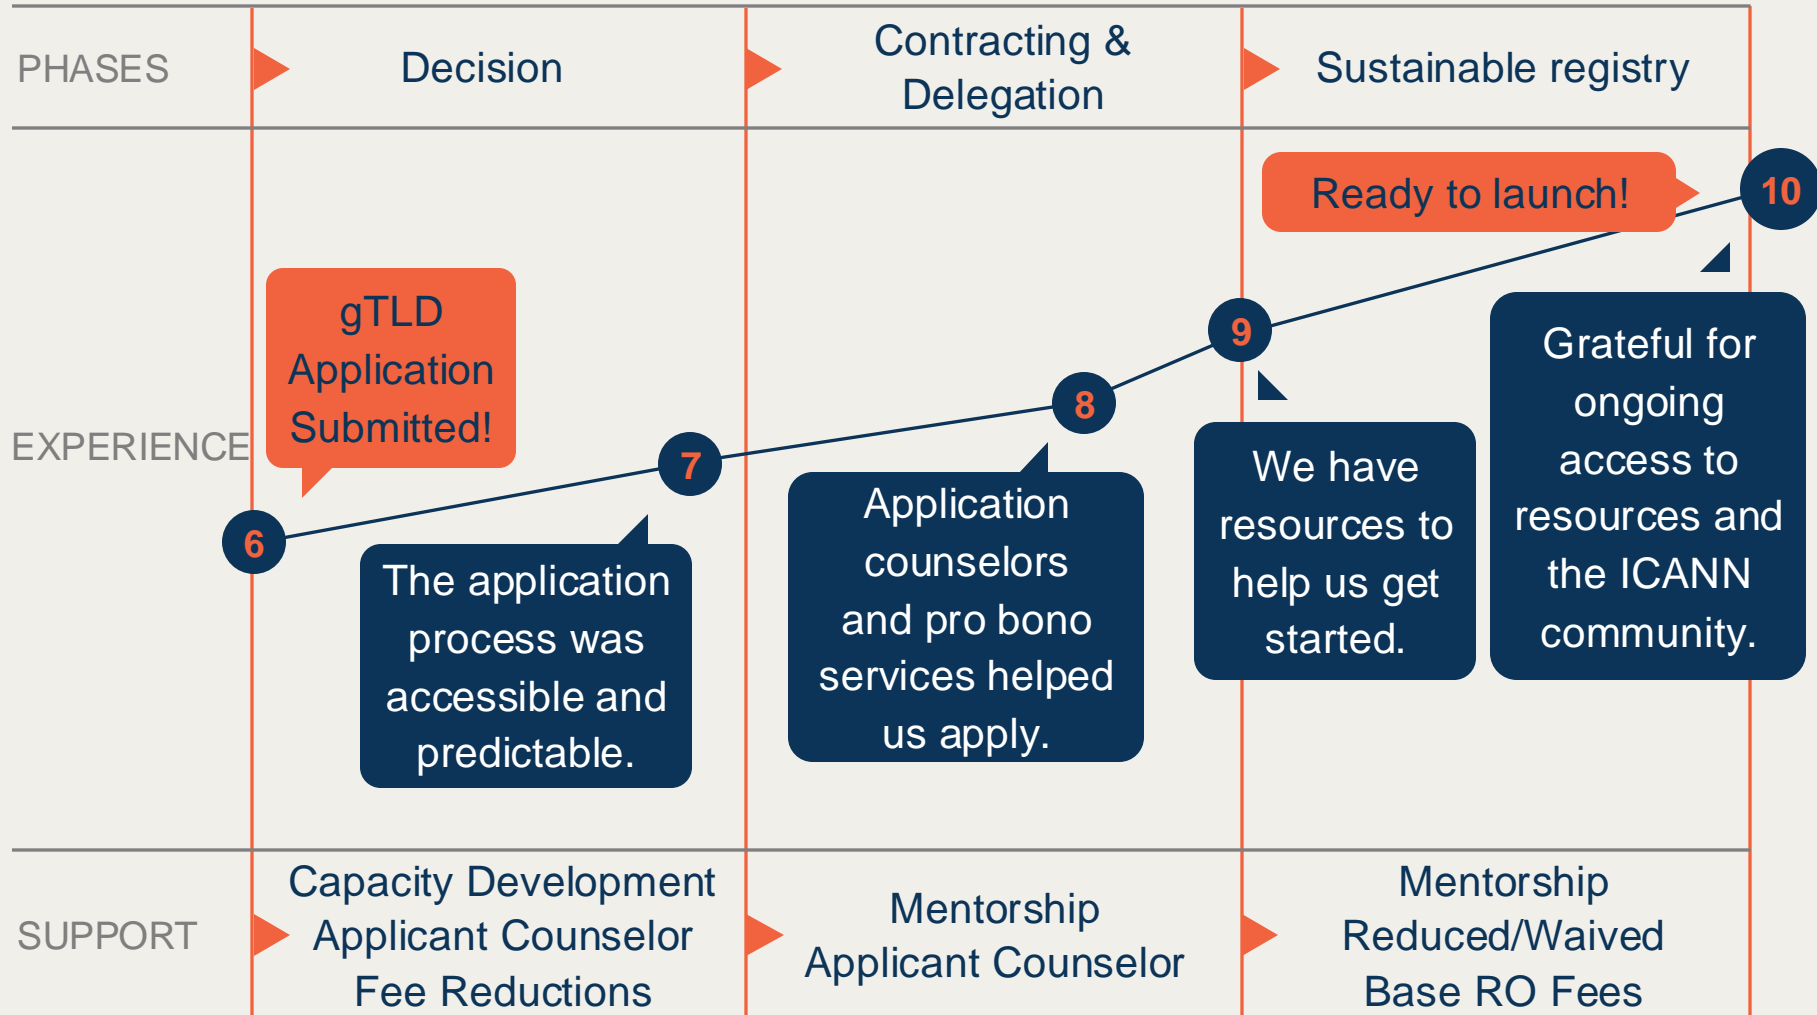 PHASES
Decision
Contracting &
Delegation
Sustainable registry
EXPERIENCE
6
gTLD
Application
Submitted!
7
The application
process was
accessible and
predictable.
8
Application
counselors
and pro bono
services helped
us apply.
9
We have
resources to
help us get
started.
Ready to launch!
10
Grateful for
ongoing
access to
resources and
the ICANN
community.
SUPPORT
Capacity Development
Applicant Counselor
Fee Reductions
Mentorship
Applicant Counselor
Mentorship
Reduced/Waived
Base RO Fees